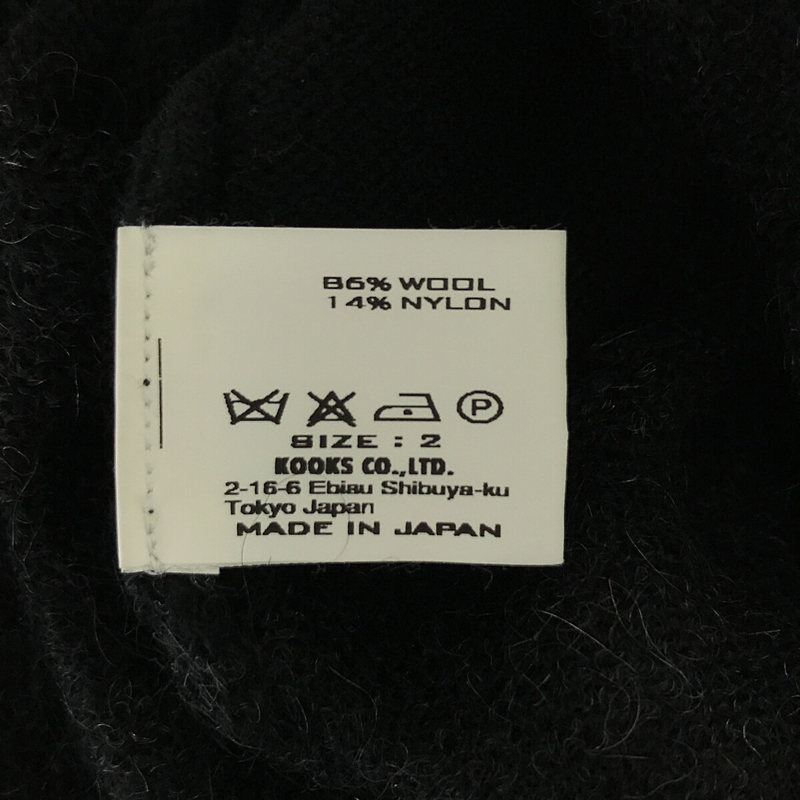 86% WOOL
14% NYLON
P
SIZE : 2
KOOKS CO.,LTD.
2-16-6 Ebisu Shibuya-ku
Tokyo Japan
MADE IN JAPAN